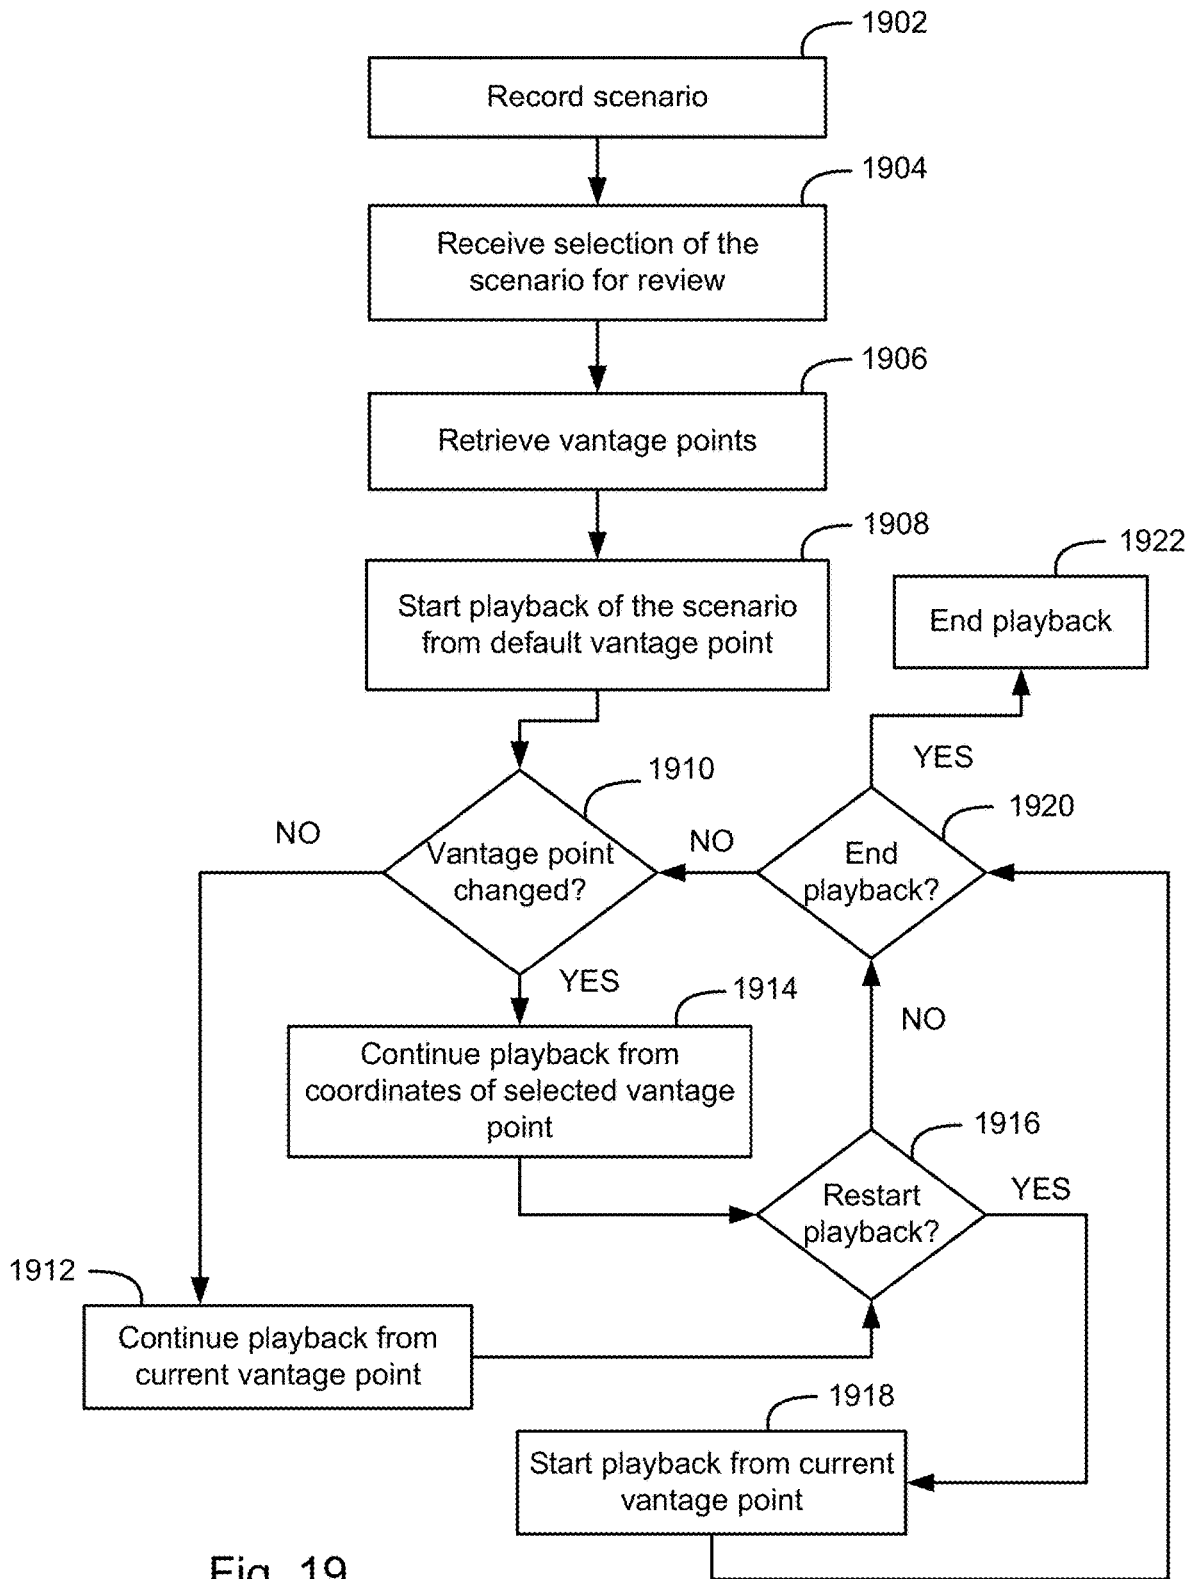 1902
Record scenario
1904
Receive selection of the
scenario for review
1906
Retrieve vantage points
1908
Start playback of the scenario
from default vantage point
1922
End playback
YES
1910
1920
NO
NO
Vantage point
changed?
End
playback?
YES
1914
NO
Continue playback from
coordinates of selected vantage
point
1916
YES
Restart
playback?
1912
Continue playback from
current vantage point
1918
Start playback from current
vantage point
Fig. 19